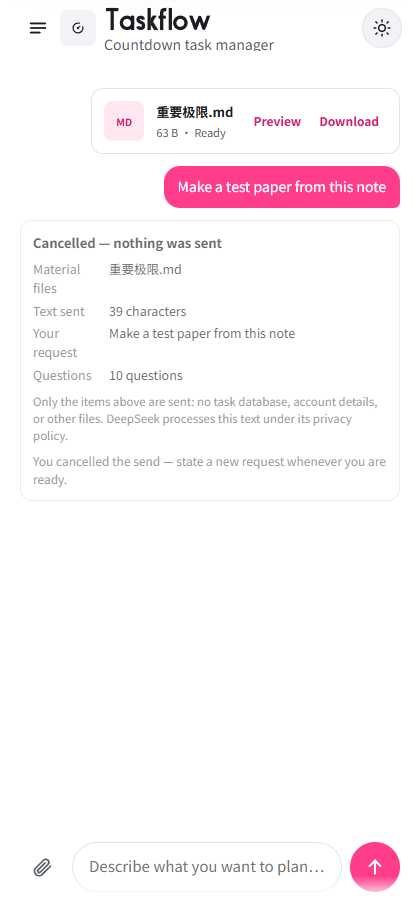 Taskflow
Countdown task manager
MD
重要极限.md
63 B • Ready
Preview
Download
Make a test paper from this note
Cancelled — nothing was sent
Material files
重要极限.md
Text sent
39 characters
Your request
Make a test paper from this note
Questions
10 questions
Only the items above are sent: no task database, account details,
or other files. DeepSeek processes this text under its privacy
policy.
You cancelled the send — state a new request whenever you are
ready.
Describe what you want to plan…